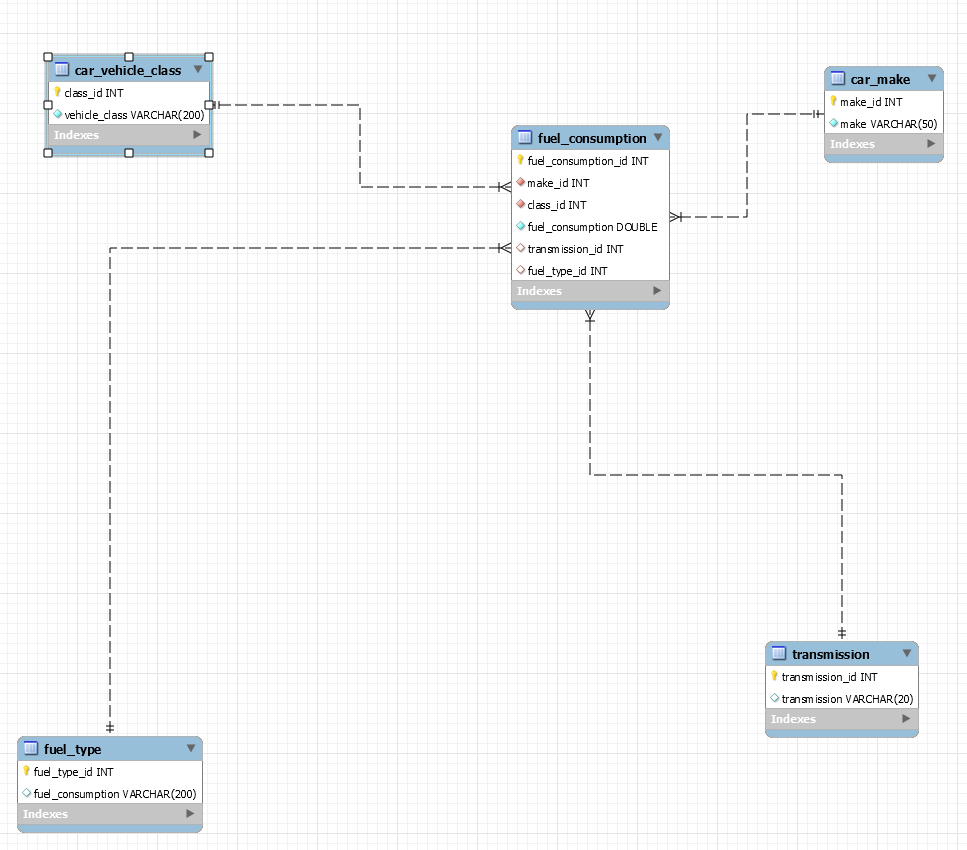 car_vehicle_class
class_id INT
vehicle_class VARCHAR(200)
Indexes
fuel_consumption
fuel_consumption_id INT
make_id INT
class_id INT
fuel_consumption DOUBLE
transmission_id INT
fuel_type_id INT
Indexes
car_make
make_id INT
make VARCHAR(50)
Indexes
transmission
transmission_id INT
transmission VARCHAR(20)
Indexes
fuel_type
fuel_type_id INT
fuel_consumption VARCHAR(200)
Indexes